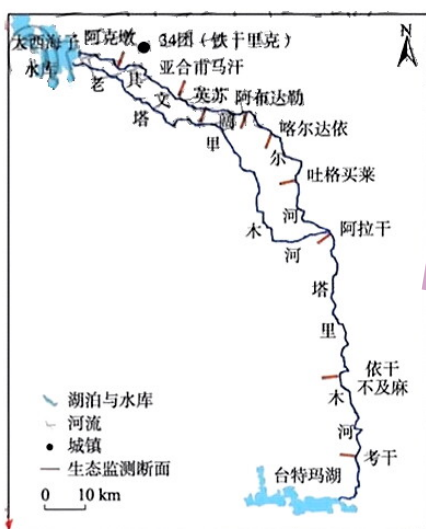 大西海子
水库
阿克墩
34团（铁干里克）
N
亚合甫马汗
英苏
阿布达勒
喀尔达依
吐格买莱
阿拉干
其文阔尔河
老塔里木河
塔里木河
依干
不及麻
考干
台特玛湖
湖泊与水库
河流
城镇
生态监测断面
0 10 km